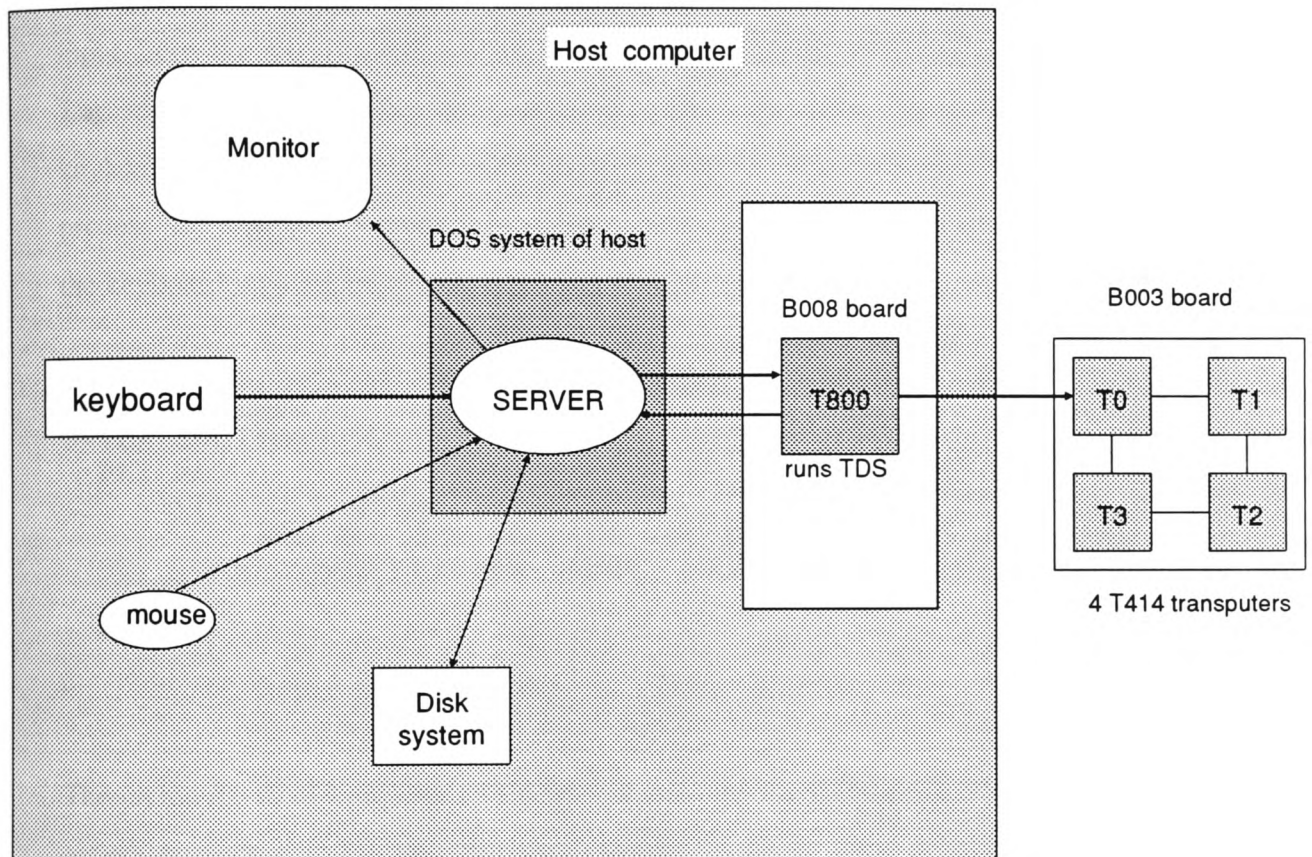 Host computer
Monitor
DOS system of host
B008 board
B003 board
keyboard
SERVER
T800
T0
T1
runs TDS
T3
T2
4 T414 transputers
mouse
Disk
system